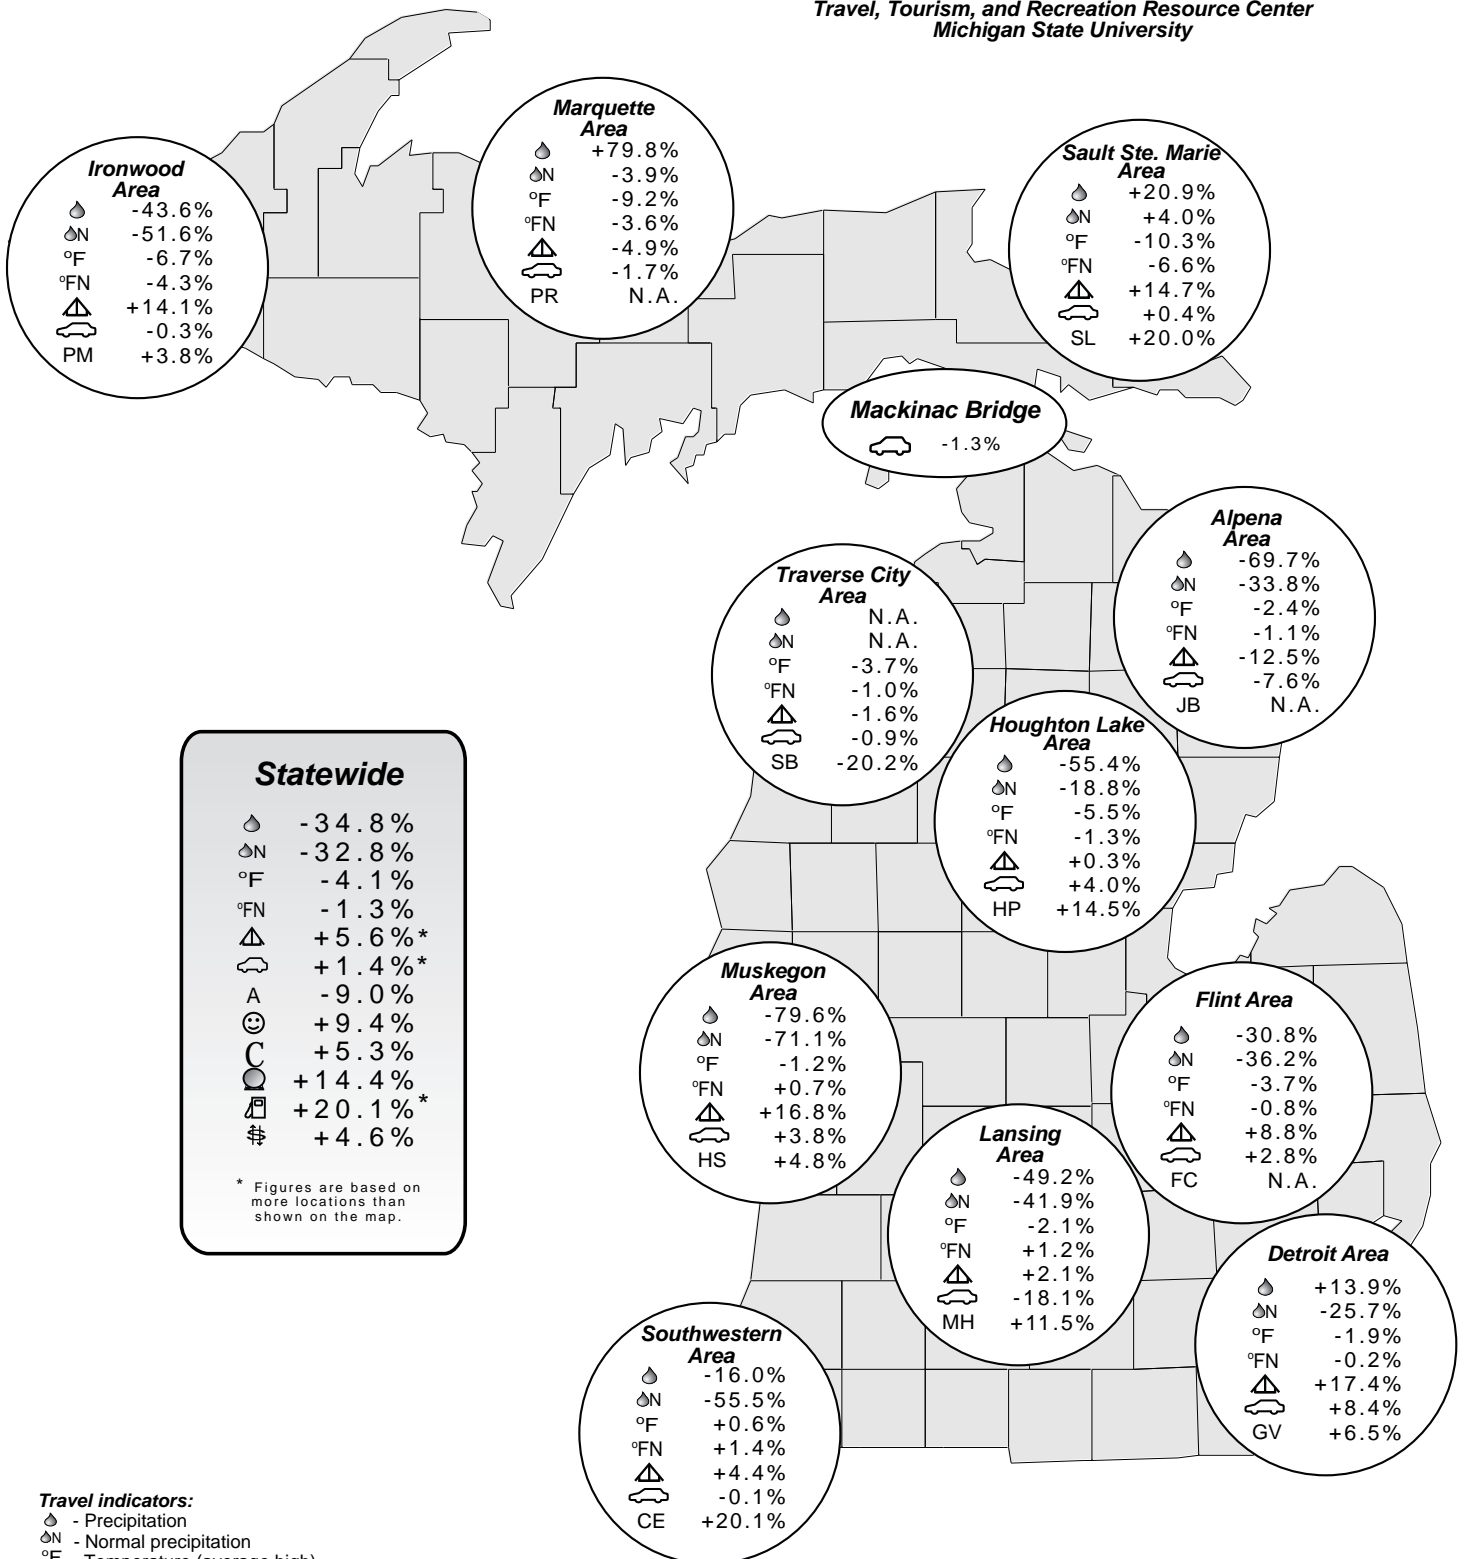 Travel, Tourism, and Recreation Resource Center
Michigan State University
Marquette
Area
+79.8%
N -3.9%
°F -9.2%
°FN -3.6%
-4.9%
-1.7%
PR N.A.
Ironwood
Area
-43.6%
N -51.6%
°F -6.7%
°FN -4.3%
+14.1%
-0.3%
PM +3.8%
Sault Ste. Marie
Area
+20.9%
N +4.0%
°F -10.3%
°FN -6.6%
+14.7%
+0.4%
SL +20.0%
Mackinac Bridge
-1.3%
Alpena
Area
-69.7%
N -33.8%
°F -2.4%
°FN -1.1%
-12.5%
-7.6%
JB N.A.
Traverse City
Area
N.A.
N N.A.
°F -3.7%
°FN -1.0%
-1.6%
-0.9%
SB -20.2%
Houghton Lake
Area
-55.4%
N -18.8%
°F -5.5%
°FN -1.3%
+0.3%
+4.0%
HP +14.5%
Statewide
-34.8%
N -32.8%
°F -4.1%
°FN -1.3%
+5.6%*
+1.4%*
A -9.0%
+9.4%
C +5.3%
+14.4%
+20.1%*
$ +4.6%
* Figures are based on
more locations than
shown on the map.
Muskegon
Area
-79.6%
N -71.1%
°F -1.2%
°FN +0.7%
+16.8%
+3.8%
HS +4.8%
Flint Area
-30.8%
N -36.2%
°F -3.7%
°FN -0.8%
+8.8%
+2.8%
FC N.A.
Lansing
Area
-49.2%
N -41.9%
°F -2.1%
°FN +1.2%
+2.1%
-18.1%
MH +11.5%
Detroit Area
+13.9%
N -25.7%
°F -1.9%
°FN -0.2%
+17.4%
+8.4%
GV +6.5%
Southwestern
Area
-16.0%
N -55.5%
°F +0.6%
°FN +1.4%
+4.4%
-0.1%
CE +20.1%
Travel indicators:
- Precipitation
N - Normal precipitation
°F - Temperature (average high)